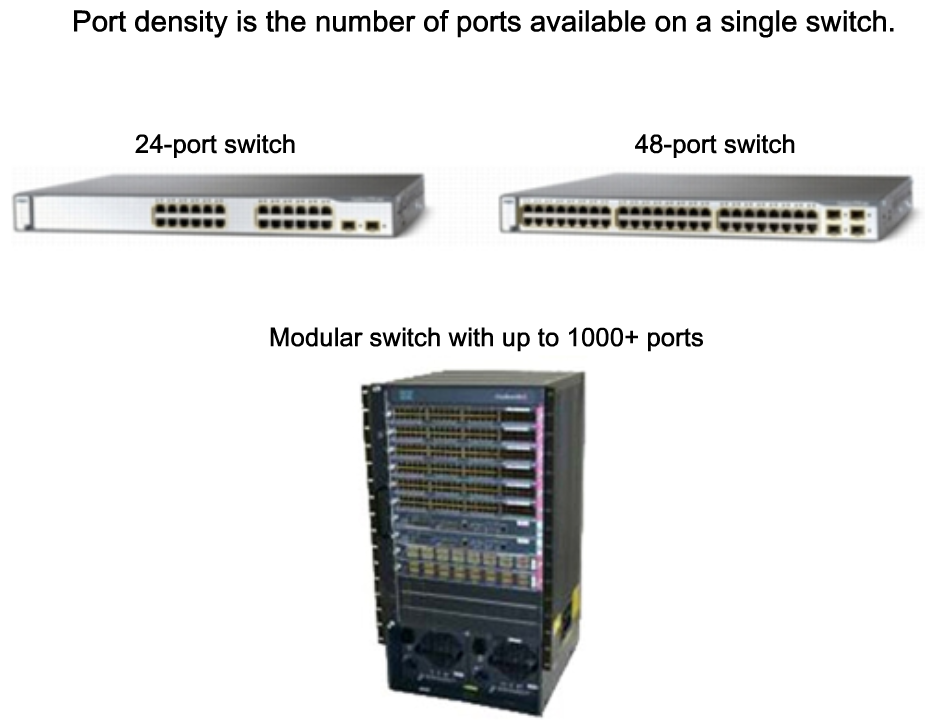 Port density is the number of ports available on a single switch.
24-port switch
48-port switch
Modular switch with up to 1000+ ports